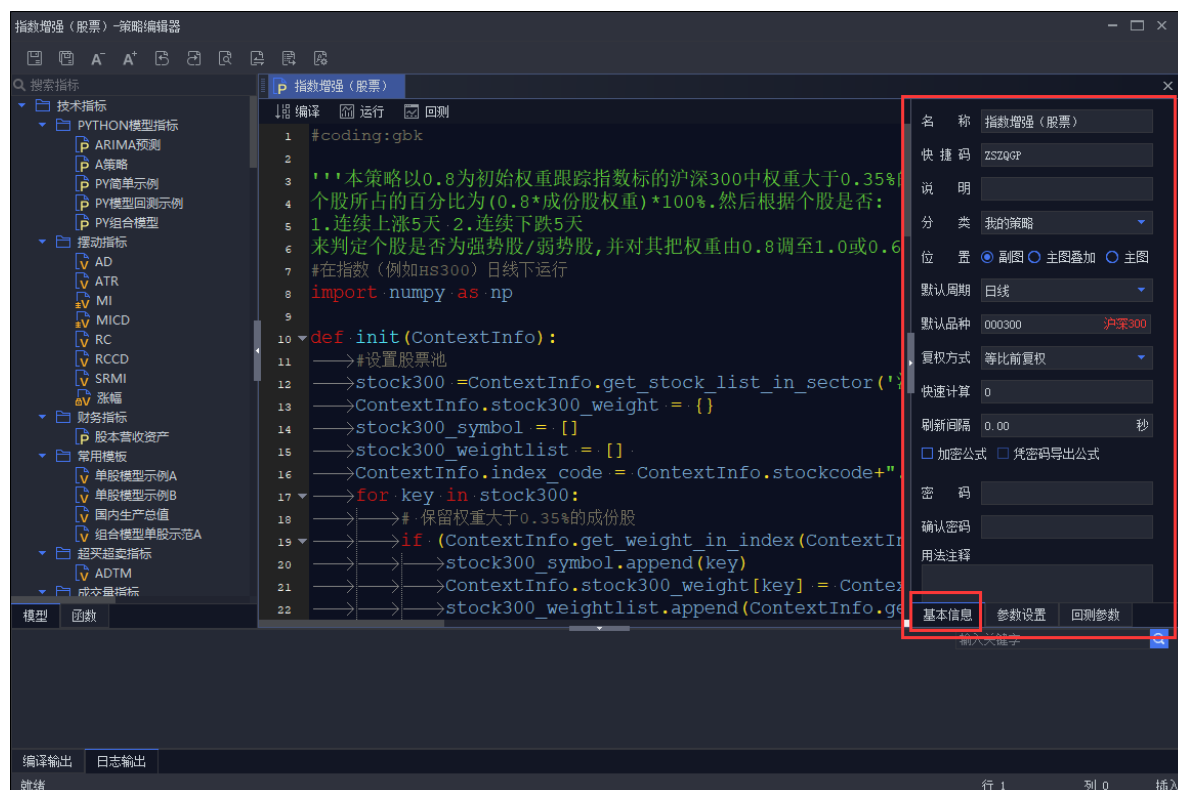 指数增强（股票）-策略编辑器
A⁻ A⁺
搜索指标
技术指标
PYTHON模型指标
ARIMA预测
A策略
PY简单示例
PY模型回测示例
PY组合模型
摆动指标
AD
ATR
MI
MICD
RC
RCCD
SRMI
涨幅
财务指标
股本营收资产
常用模板
单股模型示例A
单股模型示例B
国内生产总值
组合模型单股示范A
超买超卖指标
ADTM
成交量指标
模型 函数
指数增强（股票）
编译 运行 回测
1 #coding:gbk
2
3 '''本策略以0.8为初始权重跟踪指数标的沪深300中权重大于0.35%
4 个股所占的百分比为(0.8*成份股权重)*100%.然后根据个股是否:
5 1.连续上涨5天 2.连续下跌5天
6 来判定个股是否为强势股/弱势股,并对其把权重由0.8调至1.0或0.6
7 #在指数（例如HS300）日线下运行
8 import numpy as np
9
10 def init(ContextInfo):
11 #设置股票池
12 stock300 =ContextInfo.get_stock_list_in_sector('
13 ContextInfo.stock300_weight = {}
14 stock300_symbol = []
15 stock300_weightlist = []
16 ContextInfo.index_code = ContextInfo.stockcode+".
17 for key in stock300:
18 # 保留权重大于0.35%的成份股
19 if (ContextInfo.get_weight_in_index(ContextIn
20 stock300_symbol.append(key)
21 ContextInfo.stock300_weight[key] = Contex
22 stock300_weightlist.append(ContextInfo.ge
名 称 指数增强（股票）
快捷码 ZSZQGP
说 明
分 类 我的策略
位 置 副图 主图叠加 主图
默认周期 日线
默认品种 000300 沪深300
复权方式 等比前复权
快速计算 0
刷新间隔 0.00 秒
加密公式 凭密码导出公式
密 码
确认密码
用法注释
基本信息 参数设置 回测参数
输入关键字
编译输出 日志输出
就绪 行 1 列 0 插入